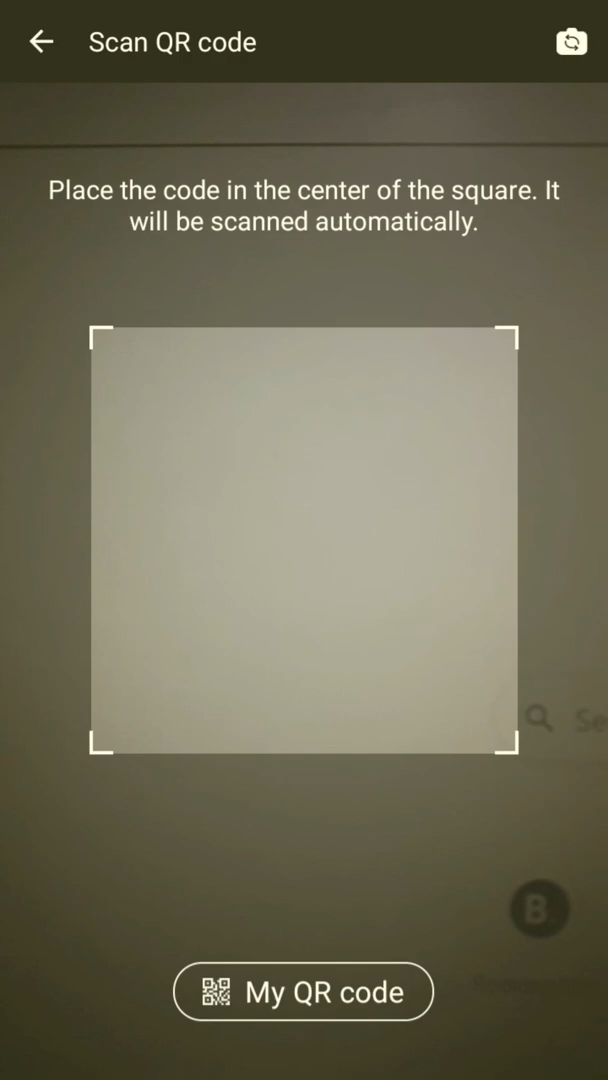 Scan QR code
Place the code in the center of the square. It
will be scanned automatically.
Se
B.
My QR code